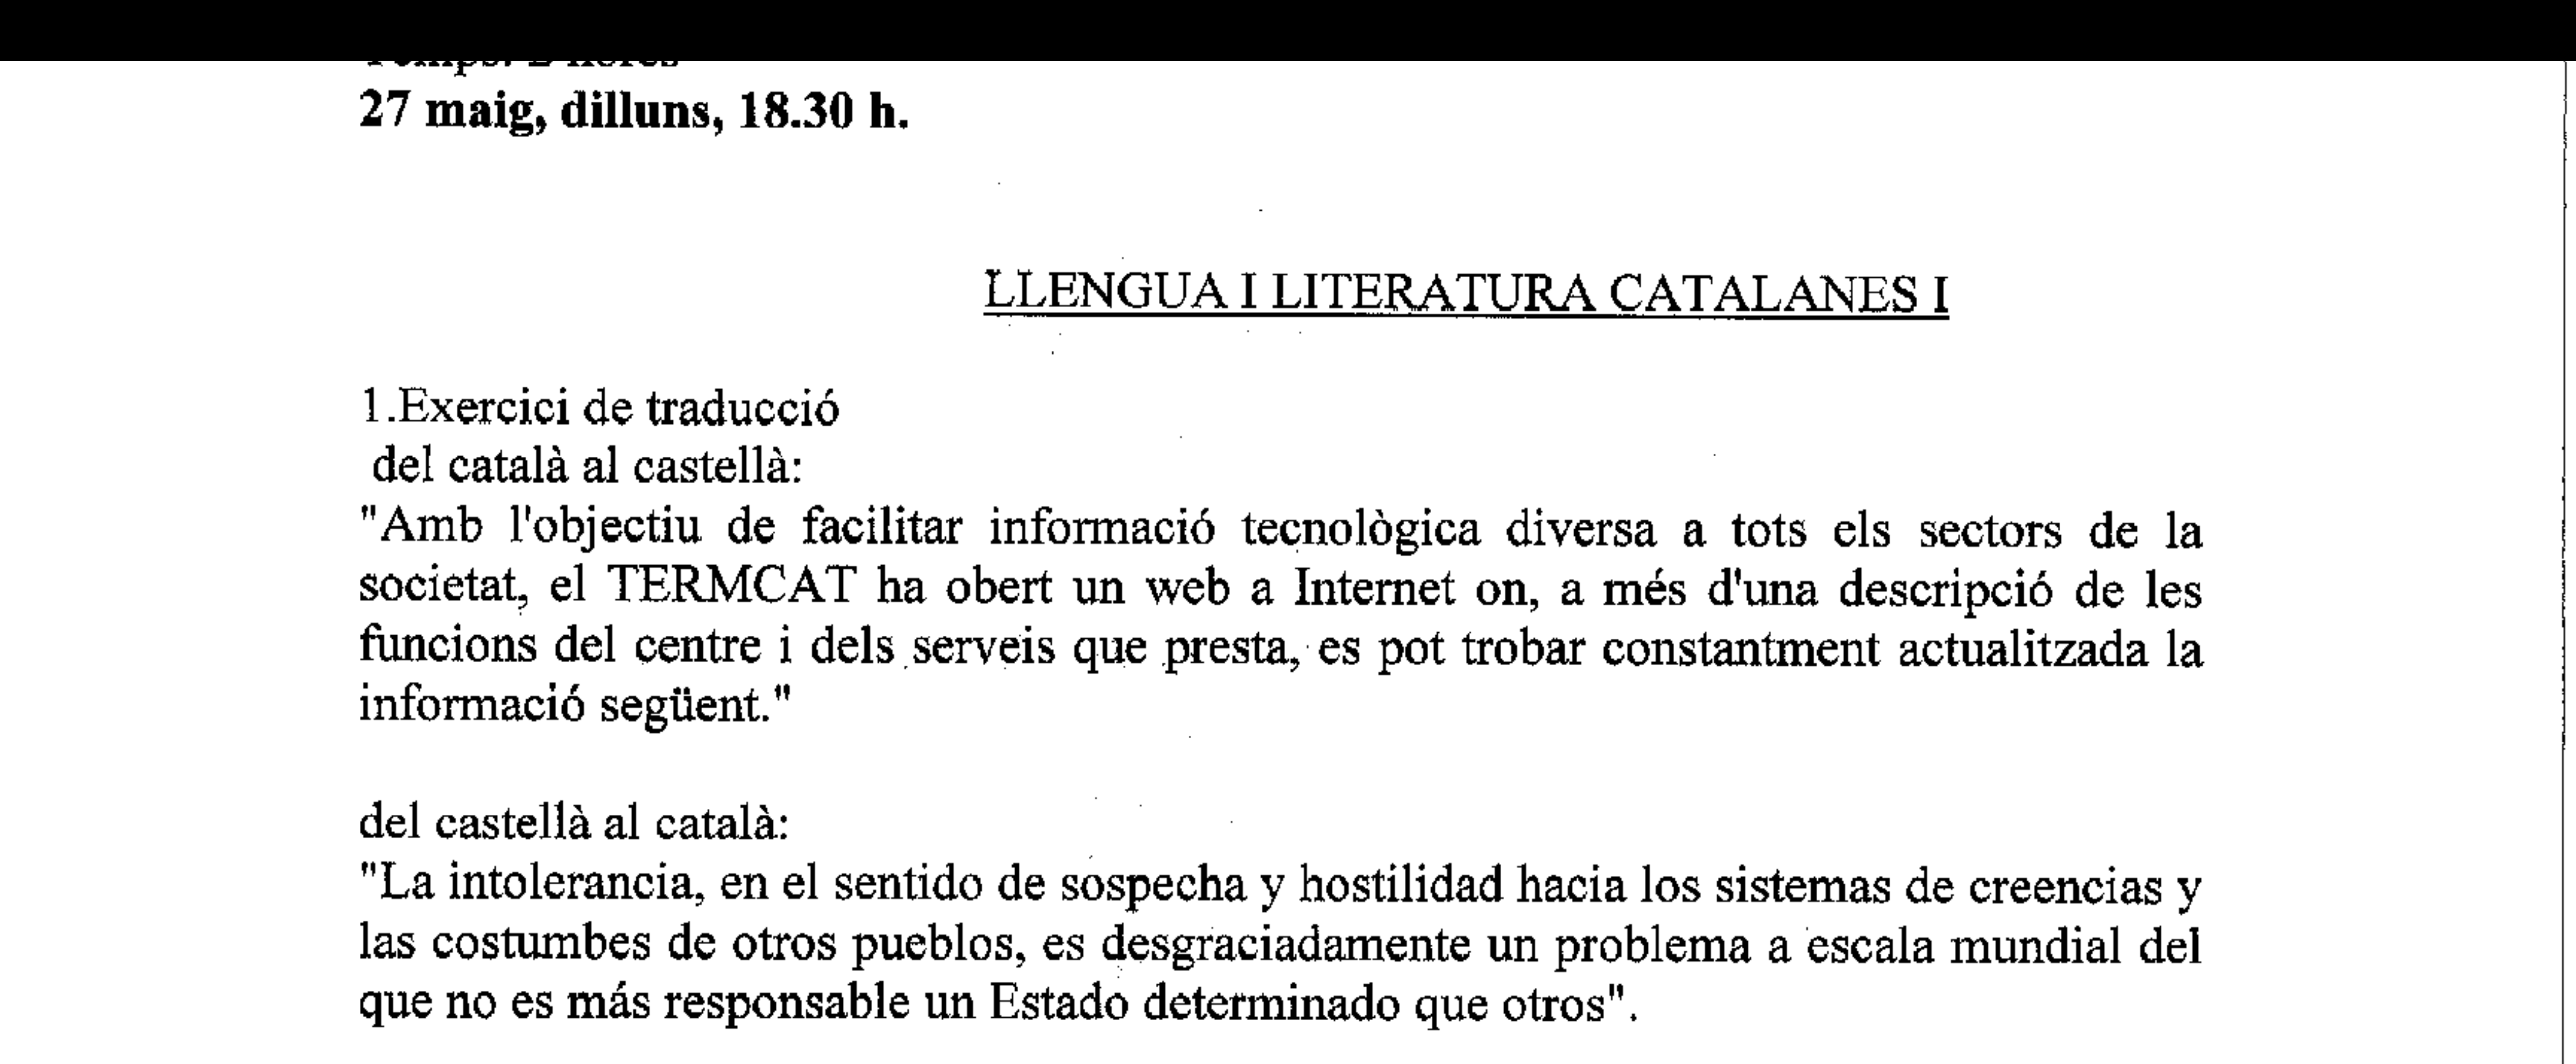 27 maig, dilluns, 18.30 h.
LLENGUA I LITERATURA CATALANES I
1.Exercici de traducció
del català al castellà:
"Amb l'objectiu de facilitar informació tecnològica diversa a tots els sectors de la
societat, el TERMCAT ha obert un web a Internet on, a més d'una descripció de les
funcions del centre i dels serveis que presta, es pot trobar constantment actualitzada la
informació següent."
del castellà al català:
"La intolerancia, en el sentido de sospecha y hostilidad hacia los sistemas de creencias y
las costumbes de otros pueblos, es desgraciadamente un problema a escala mundial del
que no es más responsable un Estado determinado que otros".